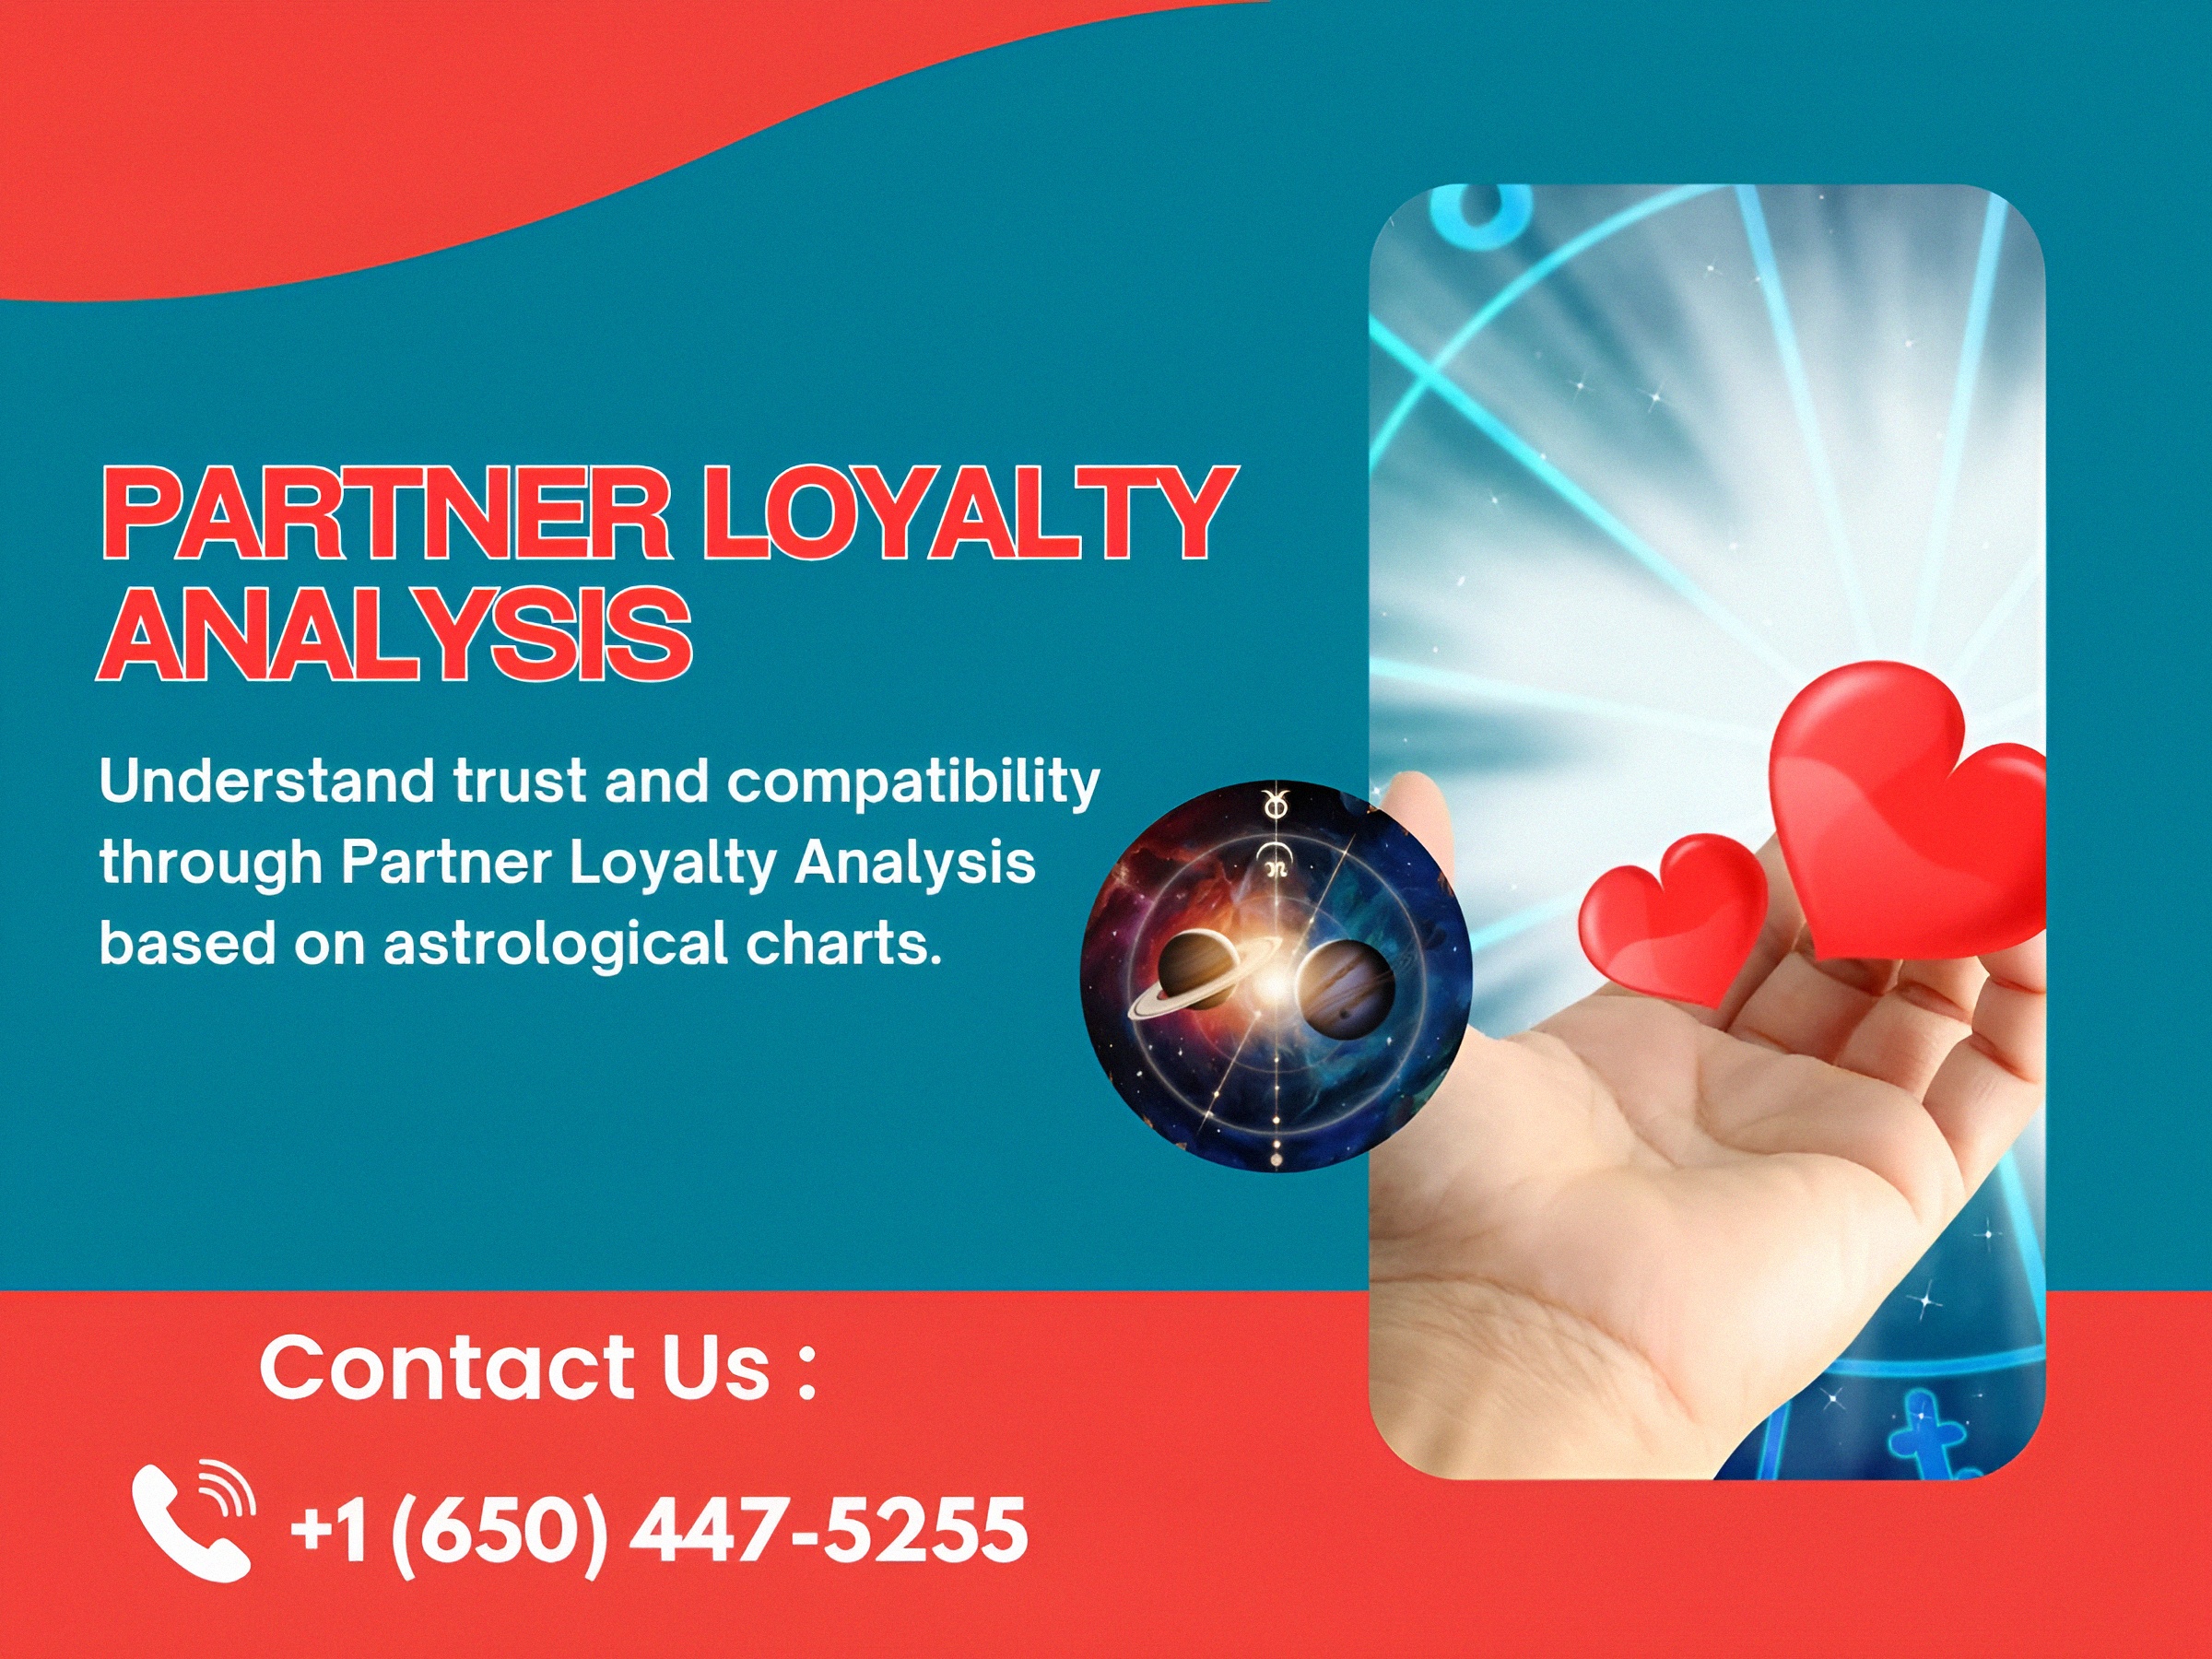 PARTNER LOYALTY
ANALYSIS
Understand trust and compatibility
through Partner Loyalty Analysis
based on astrological charts.
Contact Us :
+1 (650) 447-5255